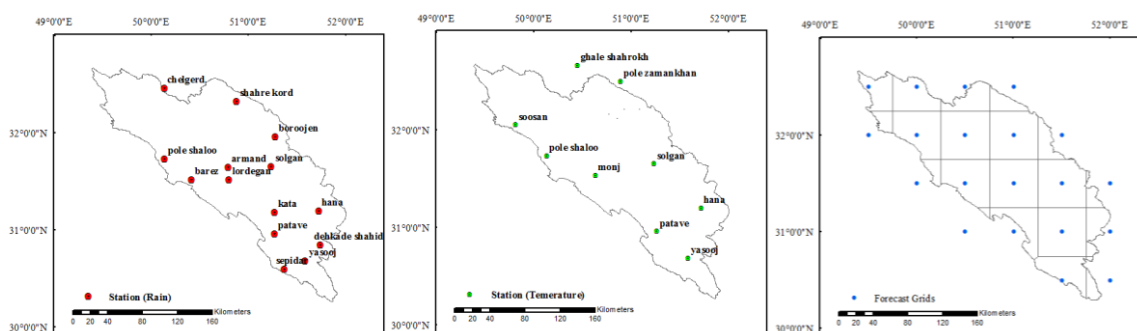 49°0'0"E 50°0'0"E 51°0'0"E 52°0'0"E
32°0'0"N
31°0'0"N
30°0'0"N
chelgerd
shahre kord
boroojen
pole shaloo
armand
solgan
barez
lordegan
kata
hana
patave
dehkade shahid
yasooj
sepidar
Station (Rain)
Kilometers
0 20 40 80 120 160
49°0'0"E 50°0'0"E 51°0'0"E 52°0'0"E
32°0'0"N
31°0'0"N
30°0'0"N
ghale shahrokh
pole zamankhan
soosan
pole shaloo
monj
solgan
hana
patave
yasooj
Station (Temerature)
Kilometers
0 20 40 80 120 160
49°0'0"E 50°0'0"E 51°0'0"E 52°0'0"E
32°0'0"N
31°0'0"N
30°0'0"N
Forecast Grids
Kilometers
0 20 40 80 120 160